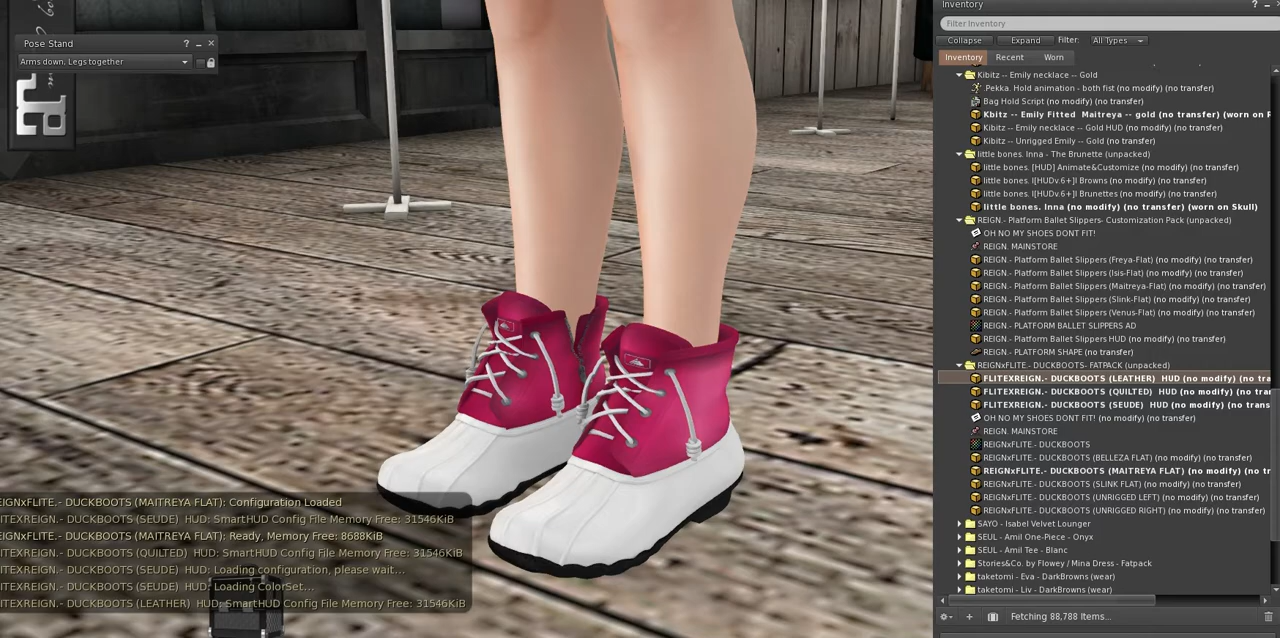 Inventory
?
Filter Inventory
Collapse Expand Filter: All Types
Inventory Recent Worn
Pose Stand ?
Arms down, Legs together
Kibitz -- Emily necklace -- Gold
.Pekka. Hold animation - both fist (no modify) (no transfer)
Bag Hold Script (no modify) (no transfer)
Kbitz -- Emily Fitted Maitreya -- gold (no transfer) (worn on
Kibitz -- Emily necklace -- Gold HUD (no modify) (no transfer)
Kibitz -- Unrigged Emily -- Gold (no transfer)
little bones. Inna - The Brunette (unpacked)
little bones. [HUD] Animate&Customize (no modify) (no transfer)
little bones. I[HUDv.6+]I Browns (no modify) (no transfer)
little bones. I[HUDv.6+]I Brunettes (no modify) (no transfer)
little bones. Inna (no modify) (no transfer) (worn on Skull)
REIGN.- Platform Ballet Slippers- Customization Pack (unpacked)
OH NO MY SHOES DONT FIT!
REIGN. MAINSTORE
REIGN.- Platform Ballet Slippers (Freya-Flat) (no modify) (no transfer)
REIGN.- Platform Ballet Slippers (Isis-Flat) (no modify) (no transfer)
REIGN.- Platform Ballet Slippers (Maitreya-Flat) (no modify) (no transfer)
REIGN.- Platform Ballet Slippers (Slink-Flat) (no modify) (no transfer)
REIGN.- Platform Ballet Slippers (Venus-Flat) (no modify) (no transfer)
REIGN.- PLATFORM BALLET SLIPPERS AD
REIGN.- Platform Ballet Slippers HUD (no modify) (no transfer)
REIGN.- PLATFORM SHAPE (no transfer)
REIGNxFLITE.- DUCKBOOTS- FATPACK (unpacked)
FLITEXREIGN.- DUCKBOOTS (LEATHER) HUD (no modify) (no tra
FLITEXREIGN.- DUCKBOOTS (QUILTED) HUD (no modify) (no tra
FLITEXREIGN.- DUCKBOOTS (SEUDE) HUD (no modify) (no trans
OH NO MY SHOES DONT FIT! (no modify) (no transfer)
REIGN. MAINSTORE
REIGNxFLITE.- DUCKBOOTS
REIGNxFLITE.- DUCKBOOTS (BELLEZA FLAT) (no modify) (no transfer)
REIGNxFLITE.- DUCKBOOTS (MAITREYA FLAT) (no modify) (no tr
REIGNxFLITE.- DUCKBOOTS (SLINK FLAT) (no modify) (no transfer)
REIGNxFLITE.- DUCKBOOTS (UNRIGGED LEFT) (no modify) (no transfer)
REIGNxFLITE.- DUCKBOOTS (UNRIGGED RIGHT) (no modify) (no transfer)
SAYO - Isabel Velvet Lounger
SEUL - Amil One-Piece - Onyx
SEUL - Amil Tee - Blanc
Stories&Co. by Flowey / Mina Dress - Fatpack
taketomi - Eva - DarkBrowns (wear)
taketomi - Liv - DarkBrowns (wear)
Fetching 88,788 Items...
EIGNxFLITE.- DUCKBOOTS (MAITREYA FLAT): Configuration Loaded
ITEXREIGN.- DUCKBOOTS (SEUDE) HUD: SmartHUD Config File Memory Free: 31546KiB
EIGNxFLITE.- DUCKBOOTS (MAITREYA FLAT): Ready, Memory Free: 8688KiB
ITEXREIGN.- DUCKBOOTS (QUILTED) HUD: SmartHUD Config File Memory Free: 31546KiB
ITEXREIGN.- DUCKBOOTS (SEUDE) HUD: Loading configuration, please wait...
ITEXREIGN.- DUCKBOOTS (SEUDE) HUD: Loading ColorSet...
ITEXREIGN.- DUCKBOOTS (LEATHER) HUD: SmartHUD Config File Memory Free: 31546KiB